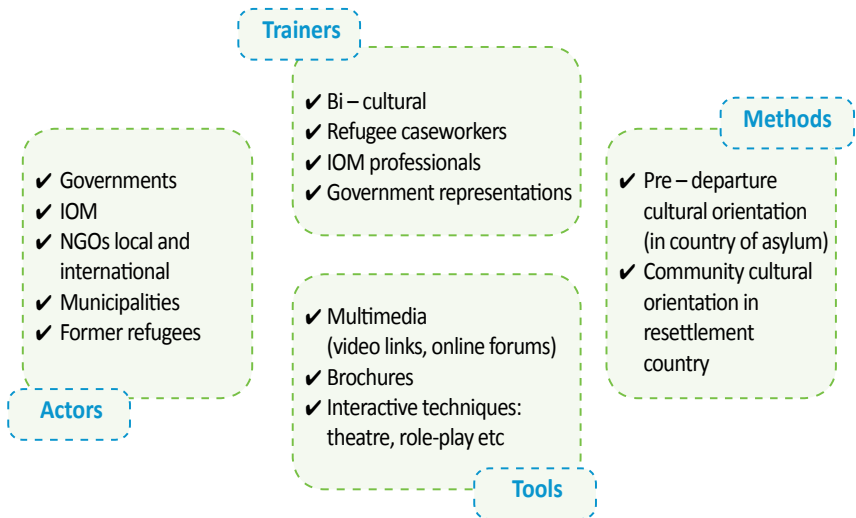 Trainers
✔ Bi – cultural
✔ Refugee caseworkers
✔ IOM professionals
✔ Government representations
Methods
✔ Pre – departure
cultural orientation
(in country of asylum)
✔ Community cultural
orientation in
resettlement
country
✔ Governments
✔ IOM
✔ NGOs local and
international
✔ Municipalities
✔ Former refugees
Actors
✔ Multimedia
(video links, online forums)
✔ Brochures
✔ Interactive techniques:
theatre, role-play etc
Tools